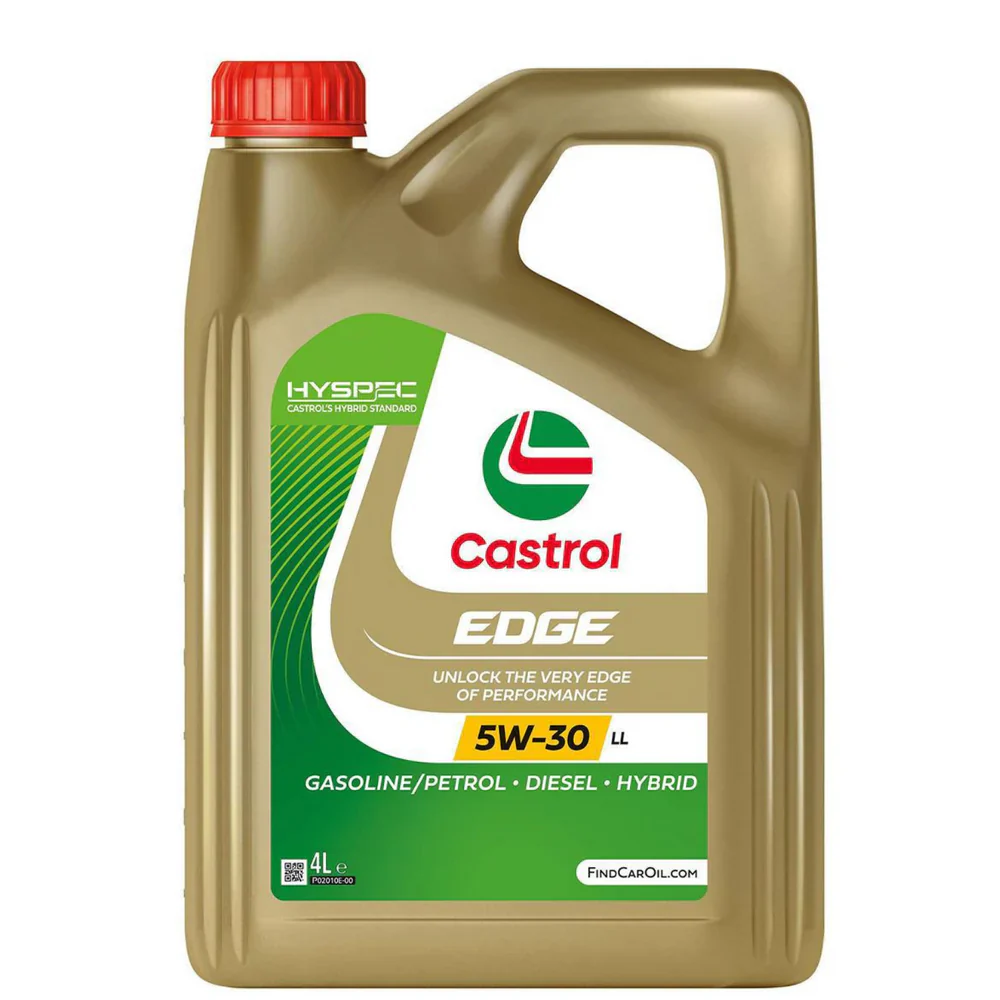 HYSPEC
CASTROL'S HYBRID STANDARD
Castrol
EDGE
UNLOCK THE VERY EDGE
OF PERFORMANCE
5W-30 LL
GASOLINE/PETROL • DIESEL • HYBRID
4L e
P02010E-00
FINDCAROIL.COM